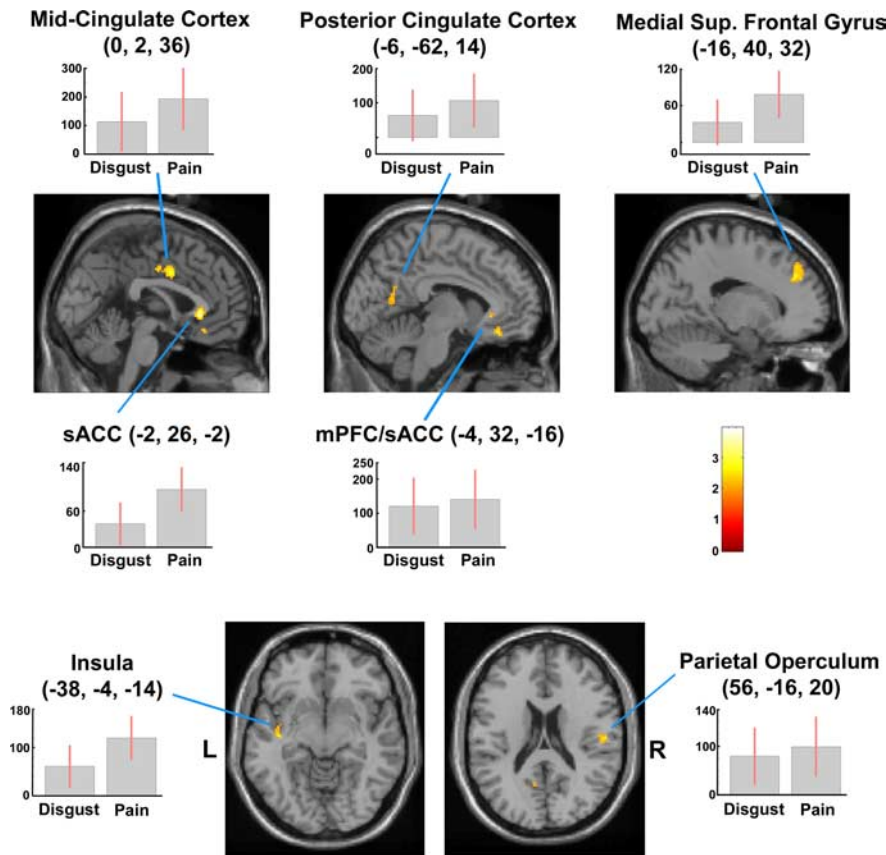 Mid-Cingulate Cortex
(0, 2, 36)
300
200
100
0
Disgust Pain
Posterior Cingulate Cortex
(-6, -62, 14)
200
100
0
Disgust Pain
Medial Sup. Frontal Gyrus
(-16, 40, 32)
120
60
0
Disgust Pain
sACC (-2, 26, -2)
140
60
0
Disgust Pain
mPFC/sACC (-4, 32, -16)
250
200
100
0
Disgust Pain
3
2
1
0
Insula
(-38, -4, -14)
180
100
0
Disgust Pain
L
R
Parietal Operculum
(56, -16, 20)
140
100
20
Disgust Pain